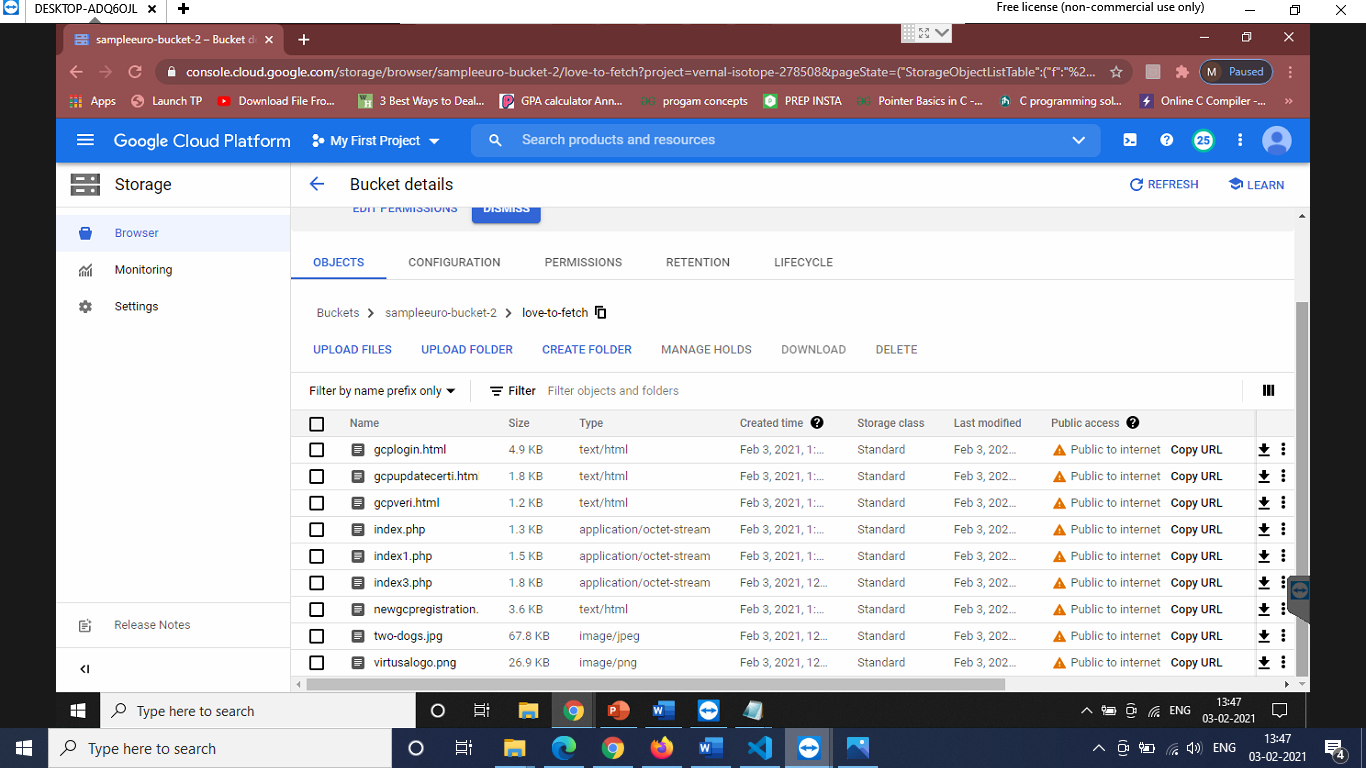 DESKTOP-ADQ6OJL
Free license (non-commercial use only)
sampleeuro-bucket-2 – Bucket d
console.cloud.google.com/storage/browser/sampleeuro-bucket-2/love-to-fetch?project=vernal-isotope-278508&pageState=("StorageObjectListTable":("f":"%2...
M Paused
Apps Launch TP Download File Fro... 3 Best Ways to Deal... GPA calculator Ann... progam concepts PREP INSTA Pointer Basics in C -... C programming sol... Online C Compiler -... »
Google Cloud Platform My First Project Search products and resources 25
Storage Bucket details REFRESH LEARN
EDIT PERMISSIONS DISMISS
Browser
Monitoring
Settings
OBJECTS CONFIGURATION PERMISSIONS RETENTION LIFECYCLE
Buckets > sampleeuro-bucket-2 > love-to-fetch
UPLOAD FILES UPLOAD FOLDER CREATE FOLDER MANAGE HOLDS DOWNLOAD DELETE
Filter by name prefix only Filter Filter objects and folders
Name Size Type Created time Storage class Last modified Public access
gcplogin.html 4.9 KB text/html Feb 3, 2021, 1:... Standard Feb 3, 202... Public to internet Copy URL
gcpupdatecerti.htm 1.8 KB text/html Feb 3, 2021, 1:... Standard Feb 3, 202... Public to internet Copy URL
gcpveri.html 1.2 KB text/html Feb 3, 2021, 1:... Standard Feb 3, 202... Public to internet Copy URL
index.php 1.3 KB application/octet-stream Feb 3, 2021, 1:... Standard Feb 3, 202... Public to internet Copy URL
index1.php 1.5 KB application/octet-stream Feb 3, 2021, 1:... Standard Feb 3, 202... Public to internet Copy URL
index3.php 1.8 KB application/octet-stream Feb 3, 2021, 12... Standard Feb 3, 202... Public to internet Copy URL
newgcpregistration. 3.6 KB text/html Feb 3, 2021, 1:... Standard Feb 3, 202... Public to internet Copy URL
two-dogs.jpg 67.8 KB image/jpeg Feb 3, 2021, 12... Standard Feb 3, 202... Public to internet Copy URL
virtusalogo.png 26.9 KB image/png Feb 3, 2021, 12... Standard Feb 3, 202... Public to internet Copy URL
Release Notes
Type here to search ENG 13:47
03-02-2021
Type here to search ENG 13:47
03-02-2021 4